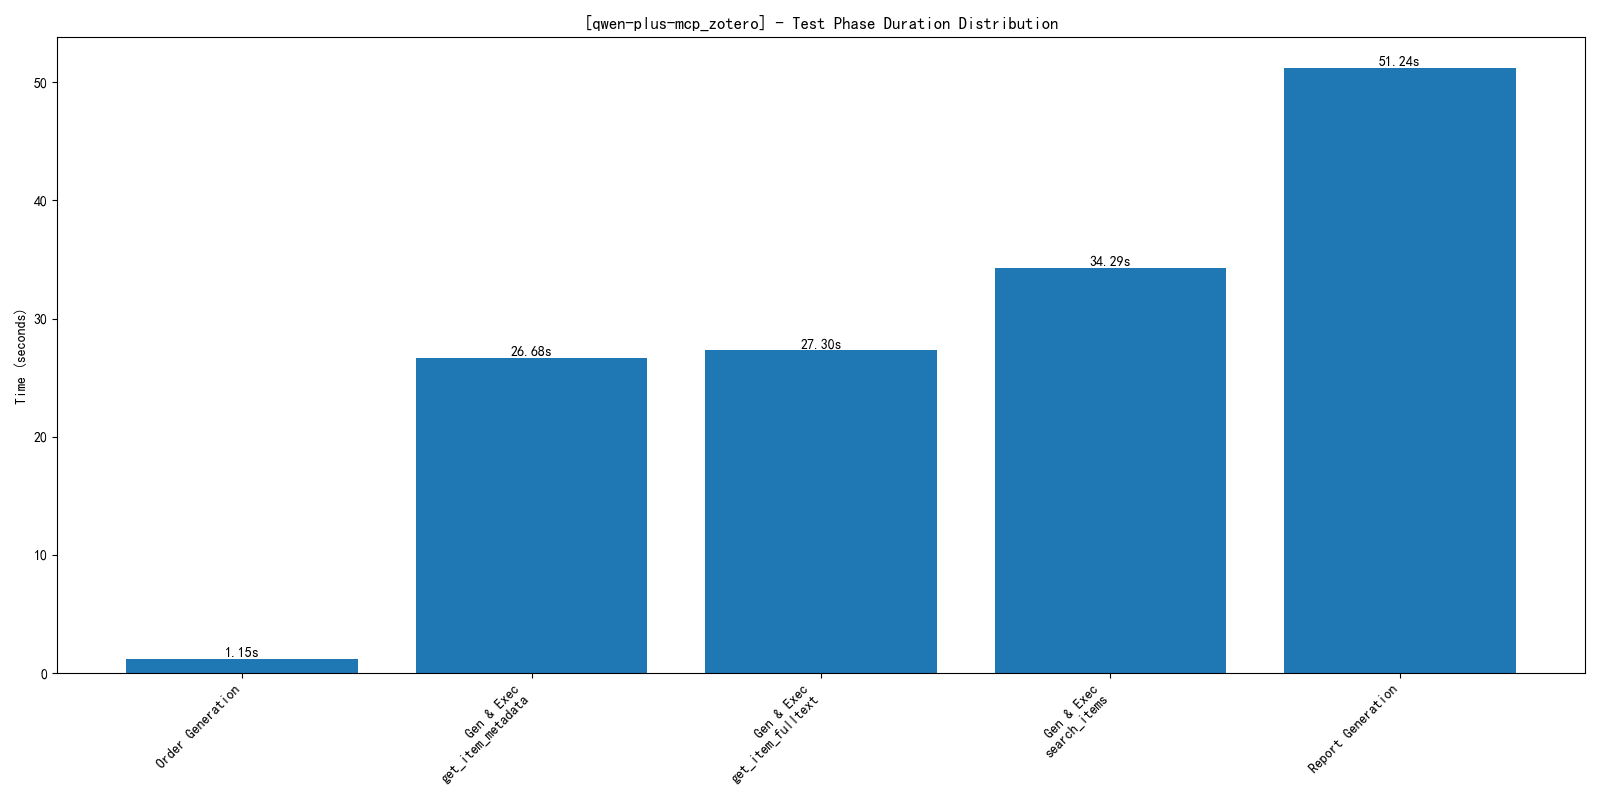 [qwen-plus-mcp_zotero] - Test Phase Duration Distribution
Time (seconds)
50
40
30
20
10
0
1.15s
26.68s
27.30s
34.29s
51.24s
Order Generation
Gen & Exec
get_item_metadata
Gen & Exec
get_item_fulltext
Gen & Exec
search_items
Report Generation